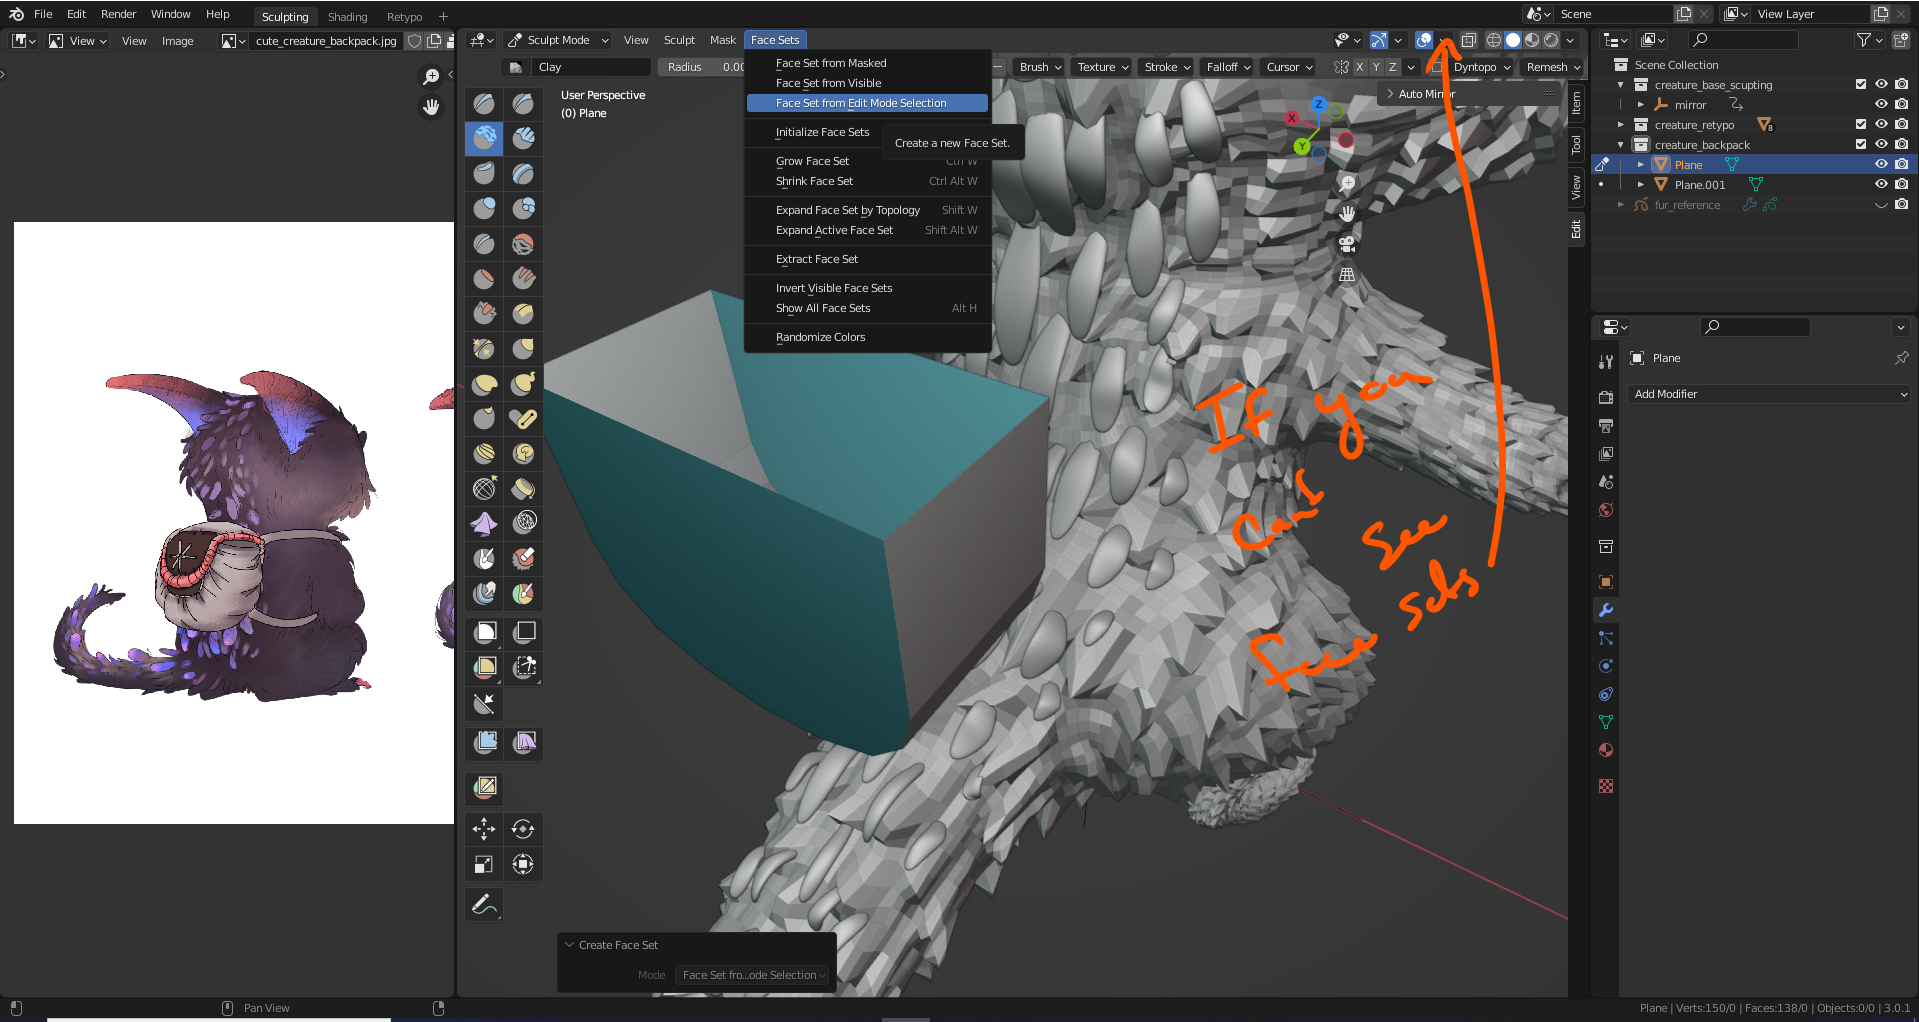 File Edit Render Window Help Sculpting Shading Retypo + Scene View Layer
View View Image cute_creature_backpack.jpg Sculpt Mode View Sculpt Mask Face Sets
Clay Radius 0.00 Brush Texture Stroke Falloff Cursor X Y Z Dyntopo Remesh
User Perspective
(0) Plane
Face Set from Masked
Face Set from Visible
Face Set from Edit Mode Selection
Initialize Face Sets
Create a new Face Set.
Grow Face Set Ctrl W
Shrink Face Set Ctrl Alt W
Expand Face Set by Topology Shift W
Expand Active Face Set Shift Alt W
Extract Face Set
Invert Visible Face Sets
Show All Face Sets Alt H
Randomize Colors
Auto Mirror
Z
X
Y
Item
Tool
View
Edit
If you
can't see
face sets
Create Face Set
Mode Face Set fro...ode Selection
Scene Collection
creature_base_scupting
mirror
creature_retypo 8
creature_backpack
Plane
Plane.001
fur_reference
Plane
Add Modifier
Pan View
Plane | Verts:150/0 | Faces:138/0 | Objects:0/0 | 3.0.1